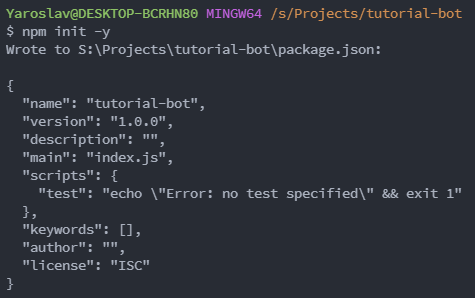 Yaroslav@DESKTOP-BCRHN80 MINGW64 /s/Projects/tutorial-bot
$ npm init -y
Wrote to S:\Projects\tutorial-bot\package.json:

{
  "name": "tutorial-bot",
  "version": "1.0.0",
  "description": "",
  "main": "index.js",
  "scripts": {
    "test": "echo \"Error: no test specified\" && exit 1"
  },
  "keywords": [],
  "author": "",
  "license": "ISC"
}